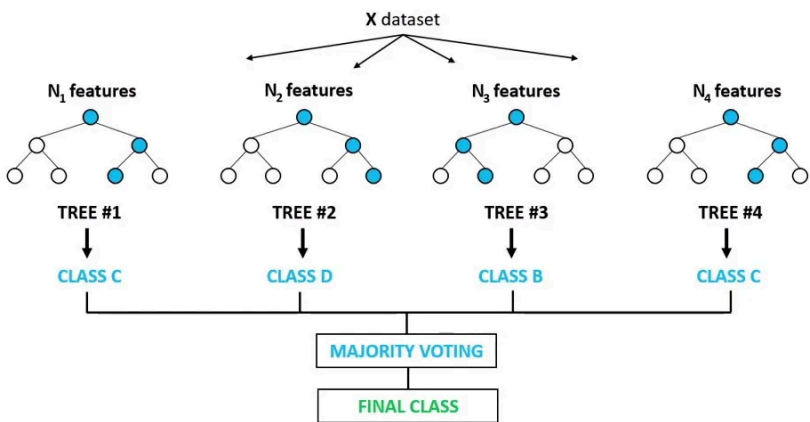 X dataset
N₁ features
N₂ features
N₃ features
N₄ features
TREE #1
TREE #2
TREE #3
TREE #4
CLASS C
CLASS D
CLASS B
CLASS C
MAJORITY VOTING
FINAL CLASS